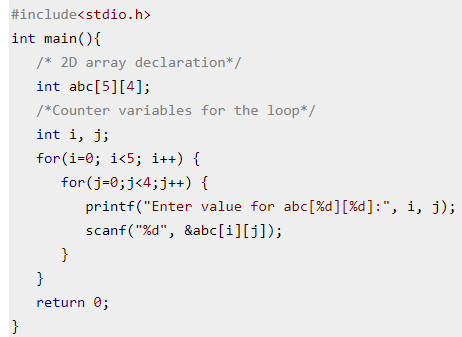 #include<stdio.h>
int main(){
   /* 2D array declaration*/
   int abc[5][4];
   /*Counter variables for the loop*/
   int i, j;
   for(i=0; i<5; i++) {
      for(j=0;j<4;j++) {
         printf("Enter value for abc[%d][%d]:", i, j);
         scanf("%d", &abc[i][j]);
      }
   }
   return 0;
}